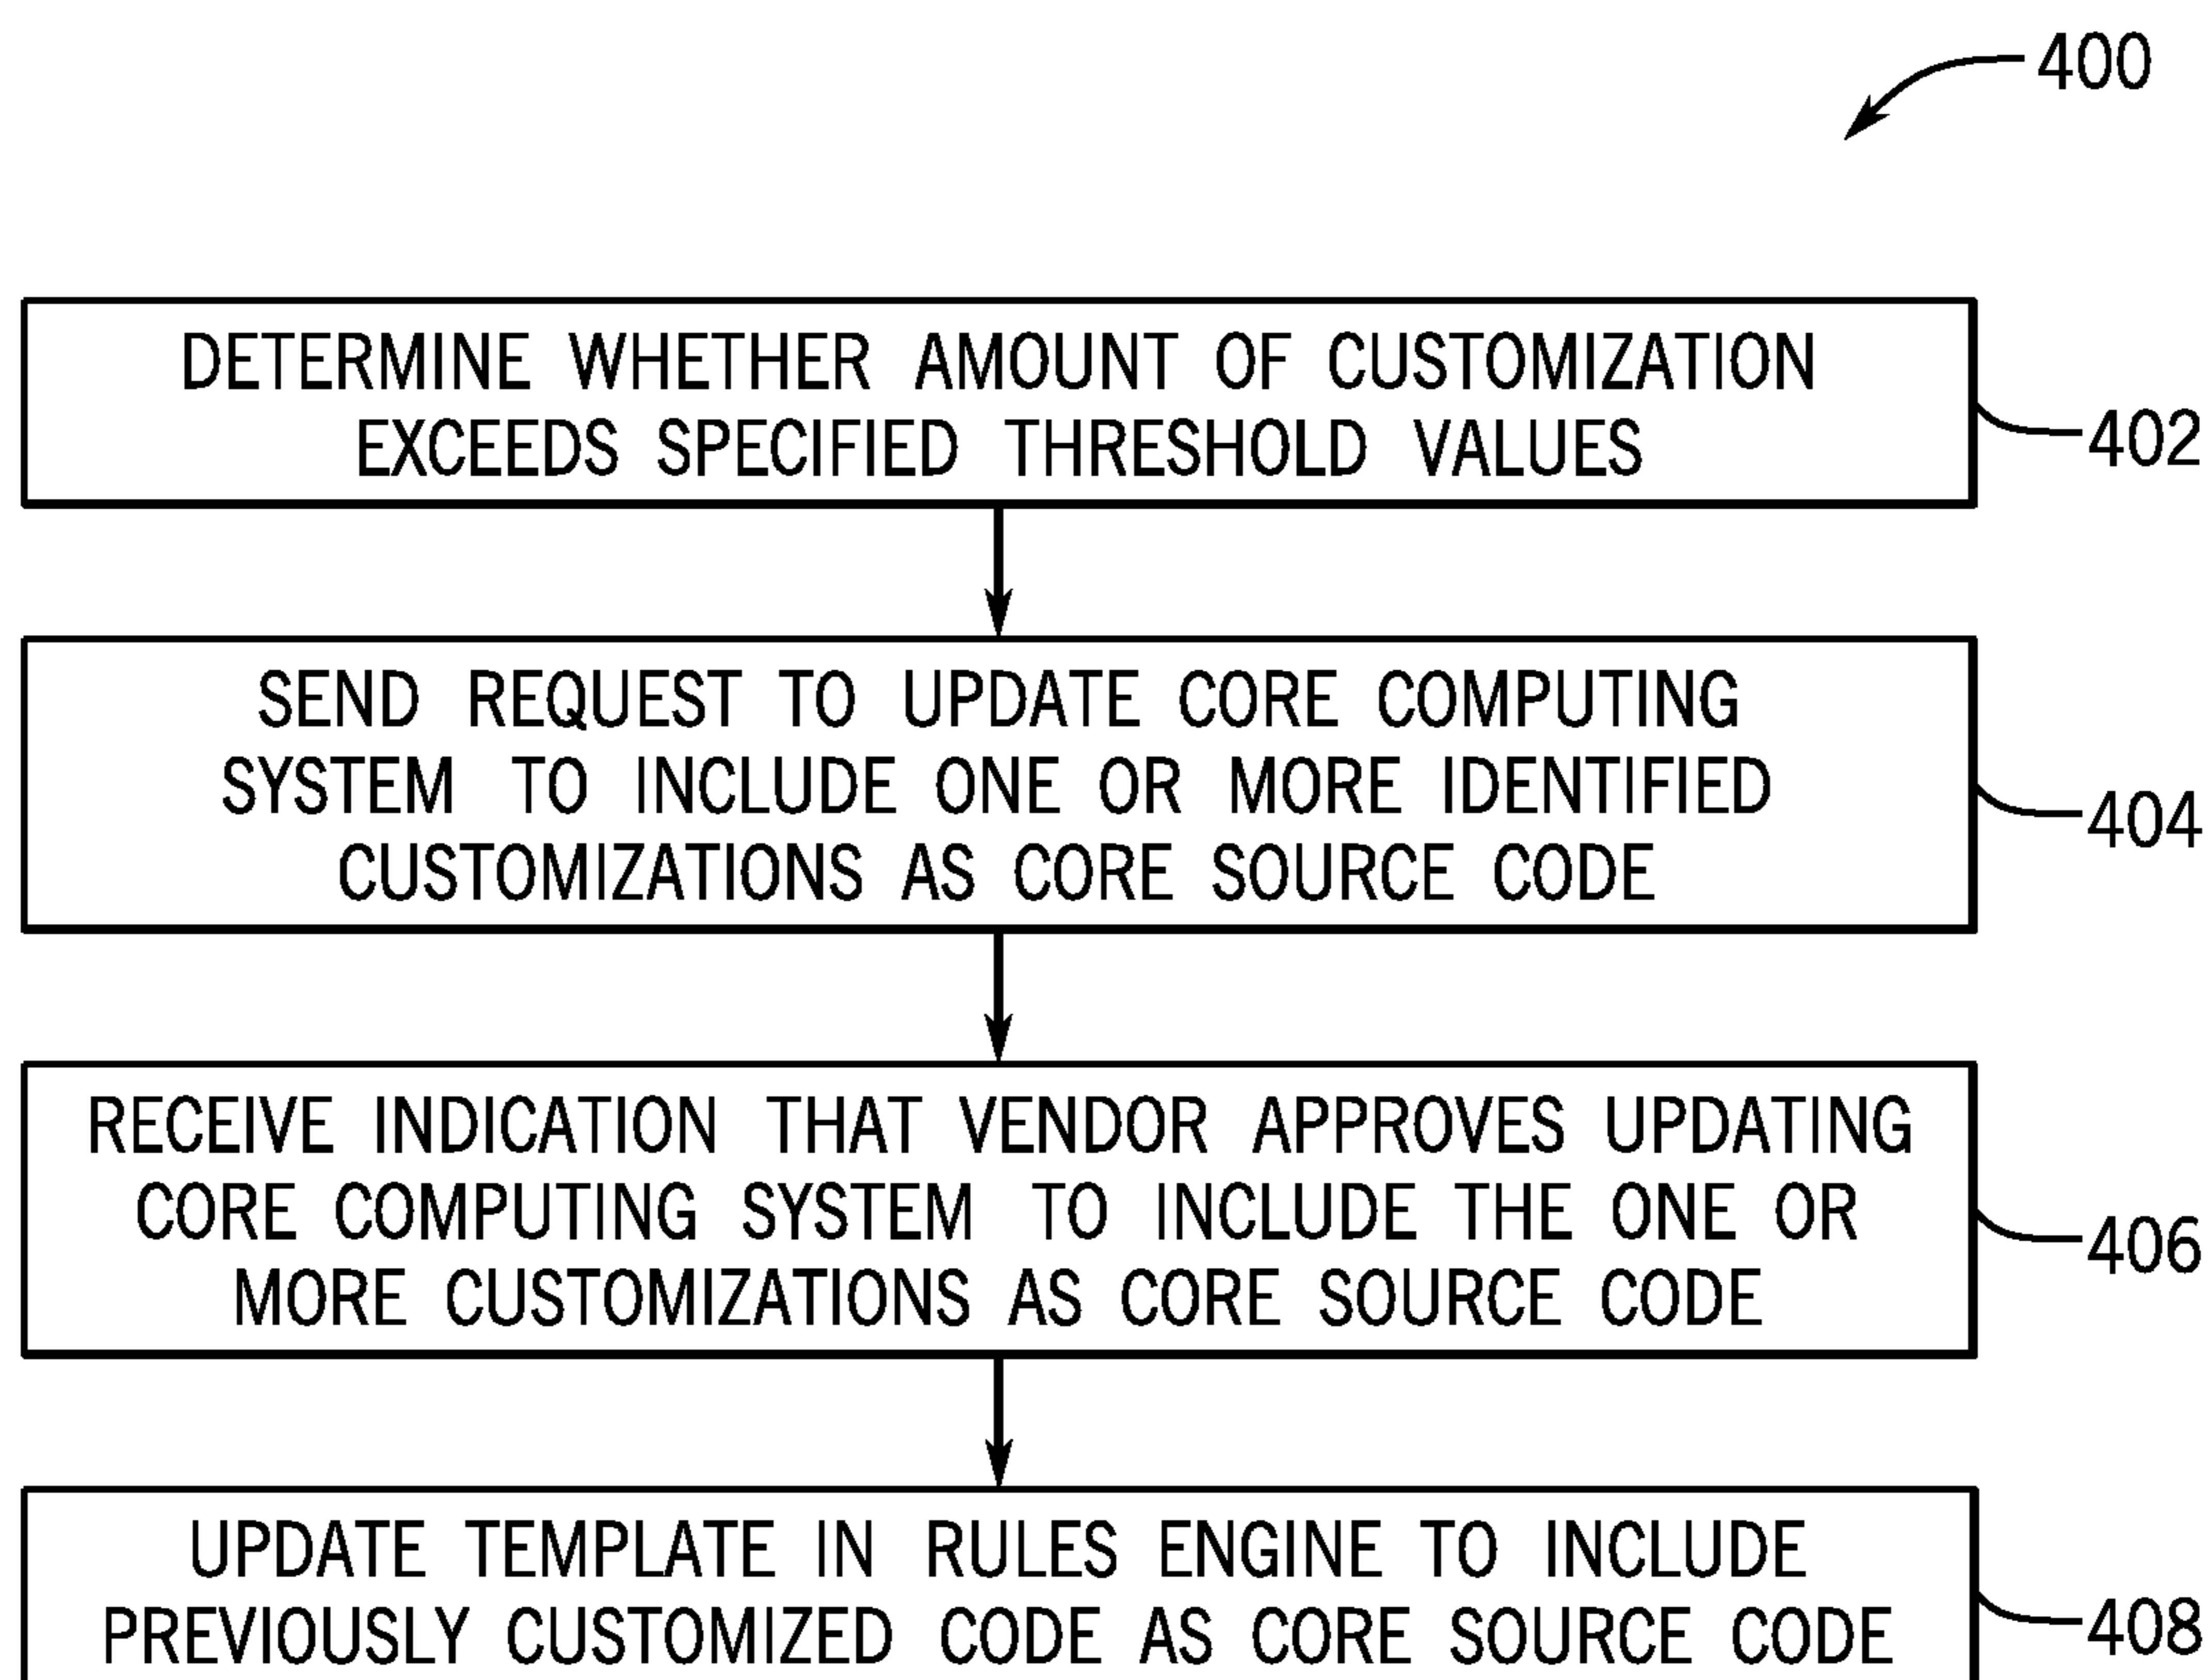 400
DETERMINE WHETHER AMOUNT OF CUSTOMIZATION
EXCEEDS SPECIFIED THRESHOLD VALUES
402
SEND REQUEST TO UPDATE CORE COMPUTING
SYSTEM TO INCLUDE ONE OR MORE IDENTIFIED
CUSTOMIZATIONS AS CORE SOURCE CODE
404
RECEIVE INDICATION THAT VENDOR APPROVES UPDATING
CORE COMPUTING SYSTEM TO INCLUDE THE ONE OR
MORE CUSTOMIZATIONS AS CORE SOURCE CODE
406
UPDATE TEMPLATE IN RULES ENGINE TO INCLUDE
PREVIOUSLY CUSTOMIZED CODE AS CORE SOURCE CODE
408